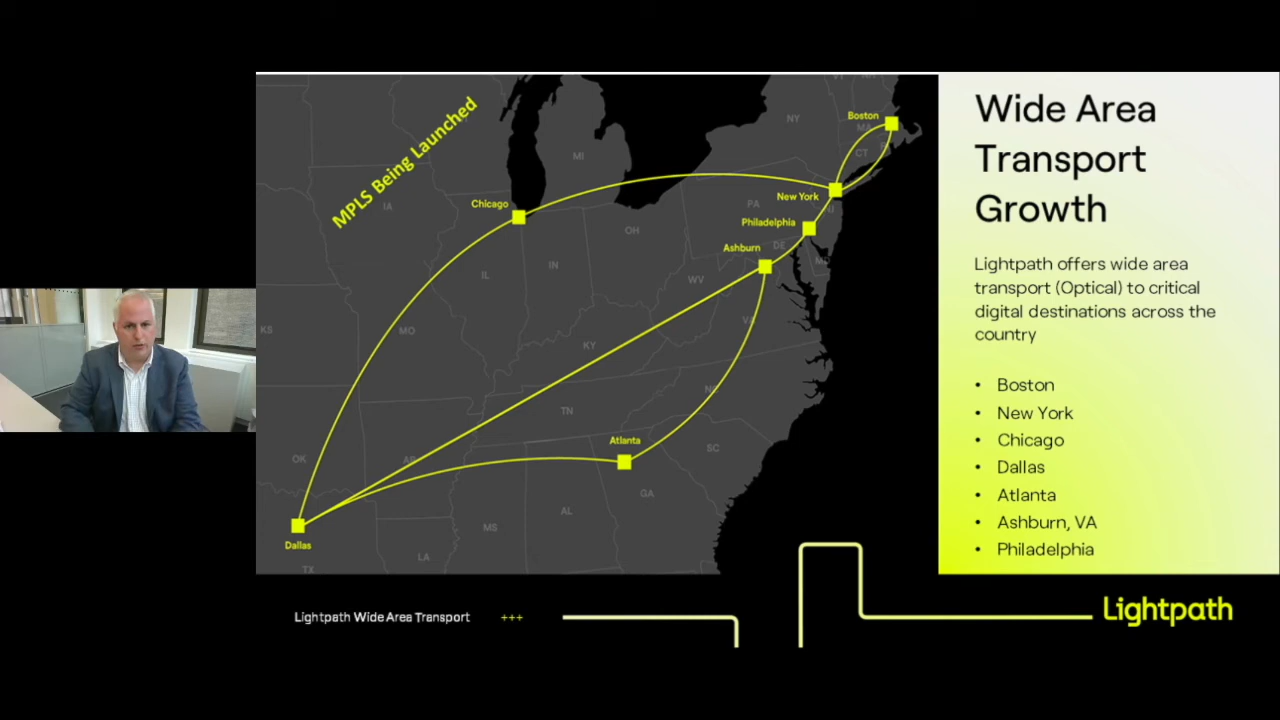 MPLS Being Launched
Boston
NY
MA
CT
MI
IA
Chicago
New York
PA
NJ
Philadelphia
OH
Ashburn
DE
MD
IN
IL
WV
KS
MO
VA
KY
NC
TN
OK
AR
Atlanta
SC
GA
AL
MS
Dallas
LA
TX
Wide Area
Transport
Growth
Lightpath offers wide area
transport (Optical) to critical
digital destinations across the
country
• Boston
• New York
• Chicago
• Dallas
• Atlanta
• Ashburn, VA
• Philadelphia
Lightpath Wide Area Transport +++
Lightpath